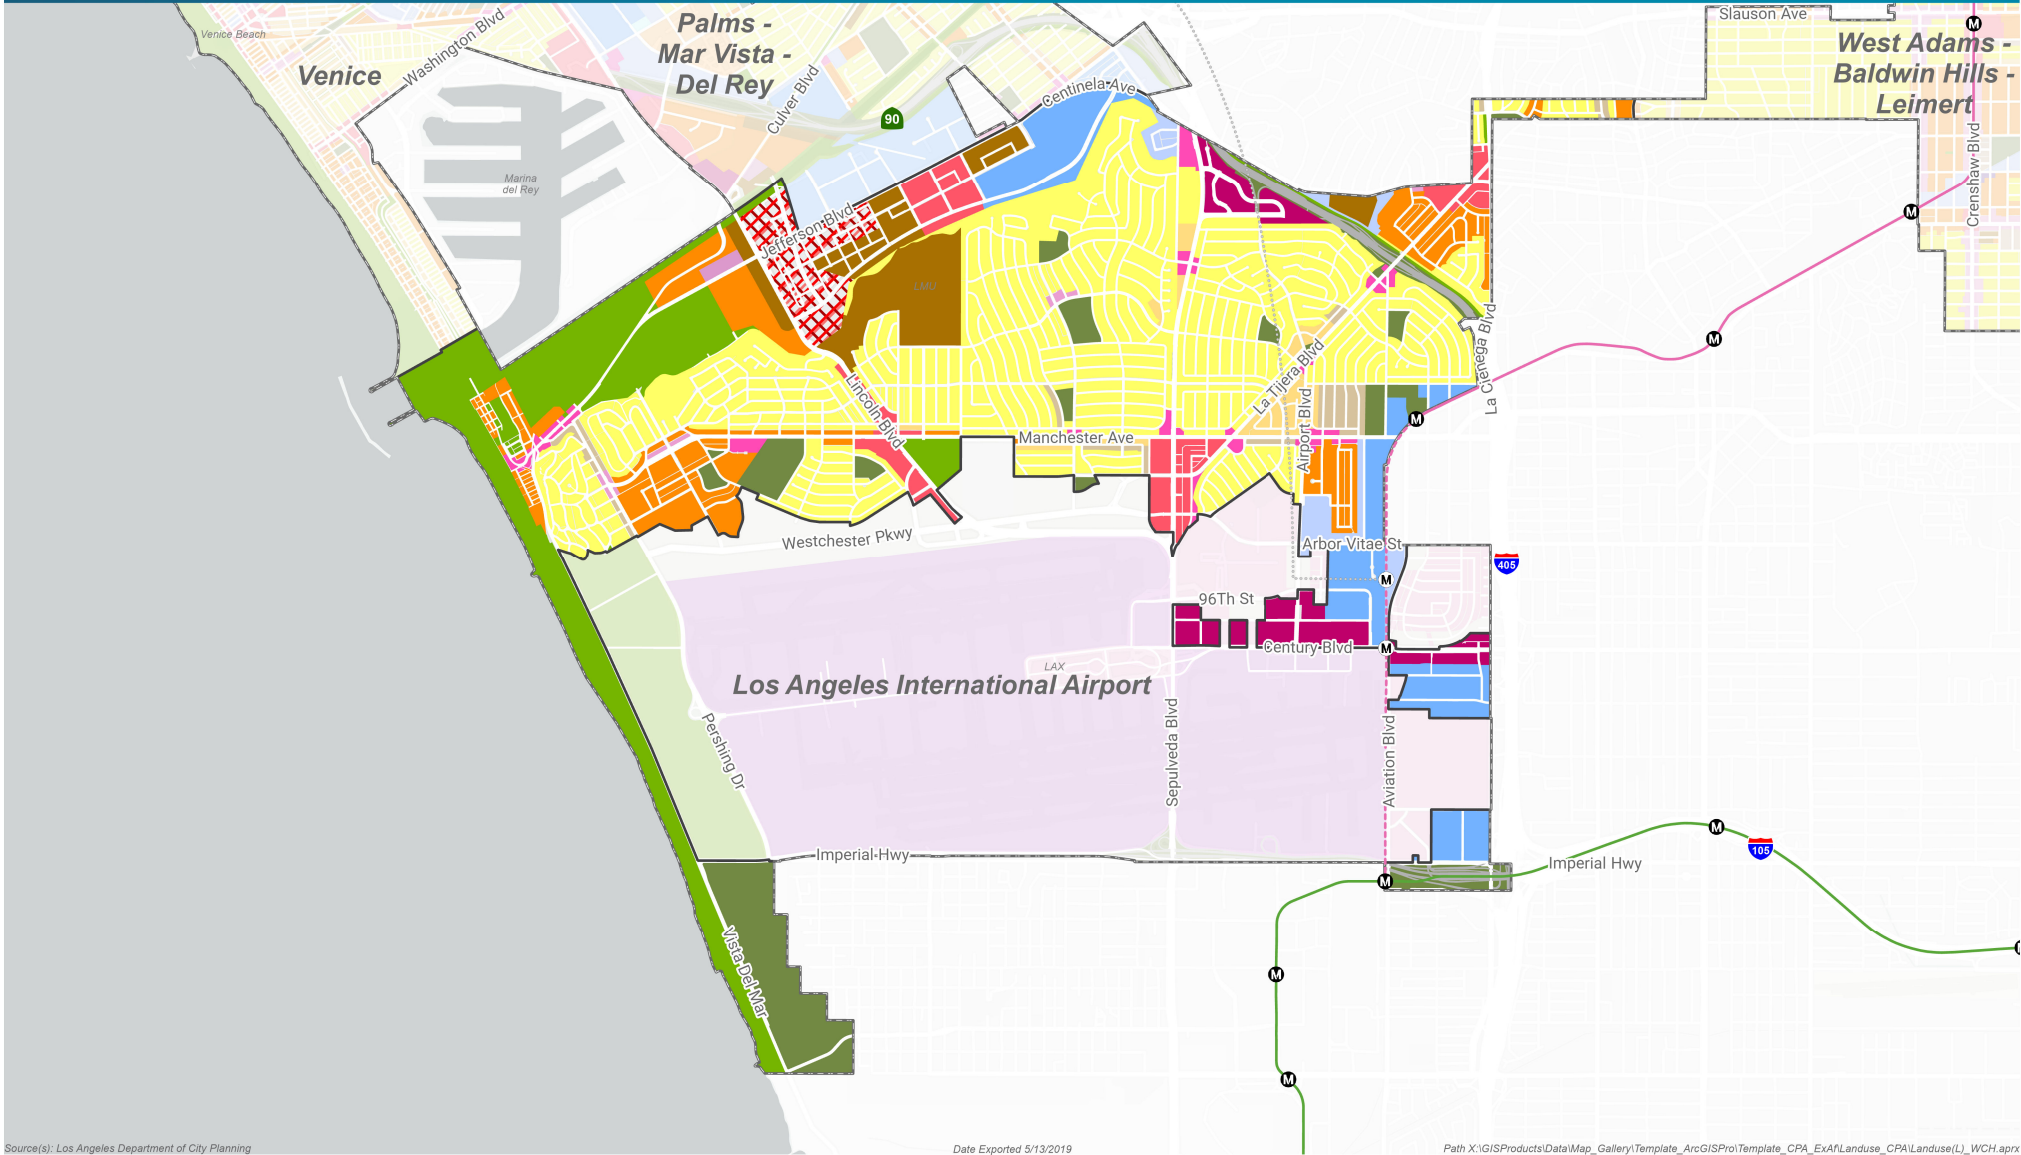 Slauson Ave
Palms -
Mar Vista -
Del Rey
West Adams -
Baldwin Hills -
Leimert
Venice Beach
Venice
Washington Blvd
Culver Blvd
90
Centinela Ave
Crenshaw Blvd
Marina
del Rey
Jefferson Blvd
LMU
La Cienega Blvd
La Tijera Blvd
Lincoln Blvd
Airport Blvd
Manchester Ave
Westchester Pkwy
Arbor Vitae St
405
96Th St
Century Blvd
LAX
Los Angeles International Airport
Pershing Dr
Sepulveda Blvd
Aviation Blvd
Imperial Hwy
Imperial Hwy
105
Vista Del Mar
M
M
M
M
M
M
M
M
M
M
M
Source(s): Los Angeles Department of City Planning
Date Exported 5/13/2019
Path X:\GISProducts\Data\Map_Gallery\Template_ArcGISPro\Template_CPA_ExAf\Landuse_CPA\Landuse(L)_WCH.aprx